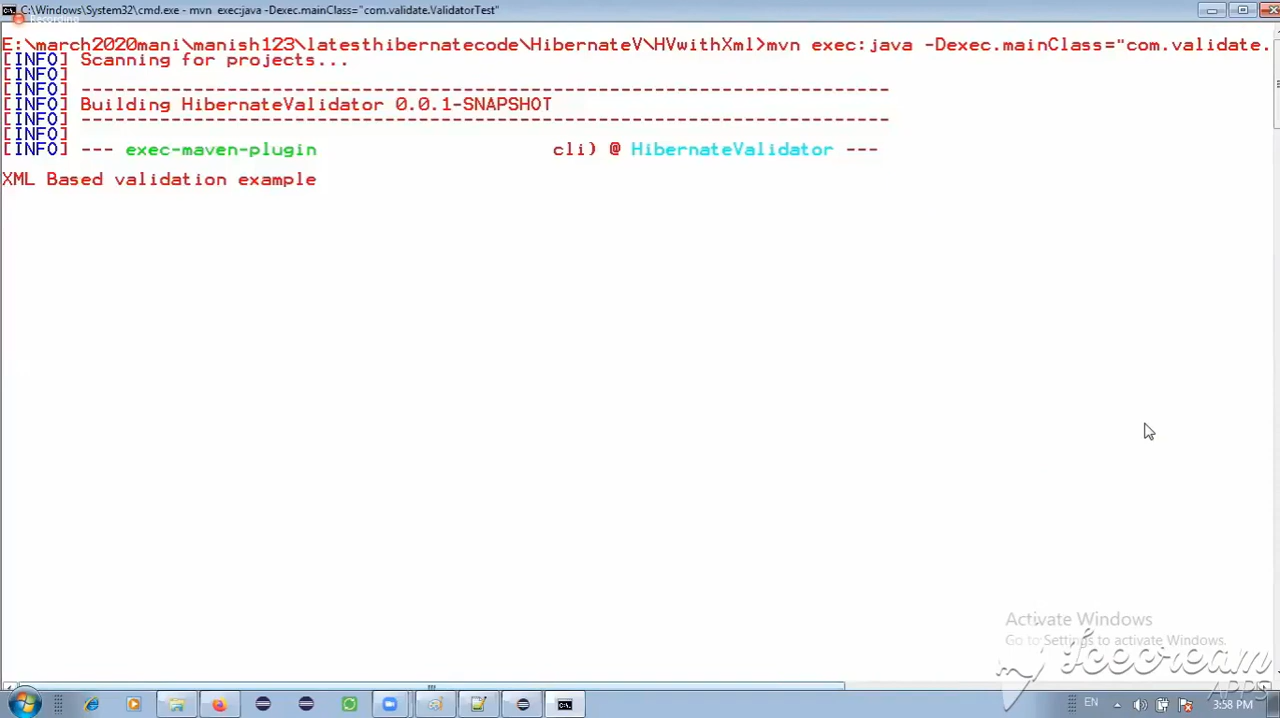 C:\Windows\System32\cmd.exe - mvn exec:java -Dexec.mainClass="com.validate.ValidatorTest"
Recording
E:\march2020mani\manish123\latesthibernatecode\HibernateV\HVwithXml>mvn exec:java -Dexec.mainClass="com.validate.
[INFO] Scanning for projects...
[INFO]
[INFO] ------------------------------------------------------------------------
[INFO] Building HibernateValidator 0.0.1-SNAPSHOT
[INFO] ------------------------------------------------------------------------
[INFO]
[INFO] --- exec-maven-plugin cli) @ HibernateValidator ---
XML Based validation example
Activate Windows
Go to Settings to activate Windows.
Icecream
APPS
EN
3:58 PM